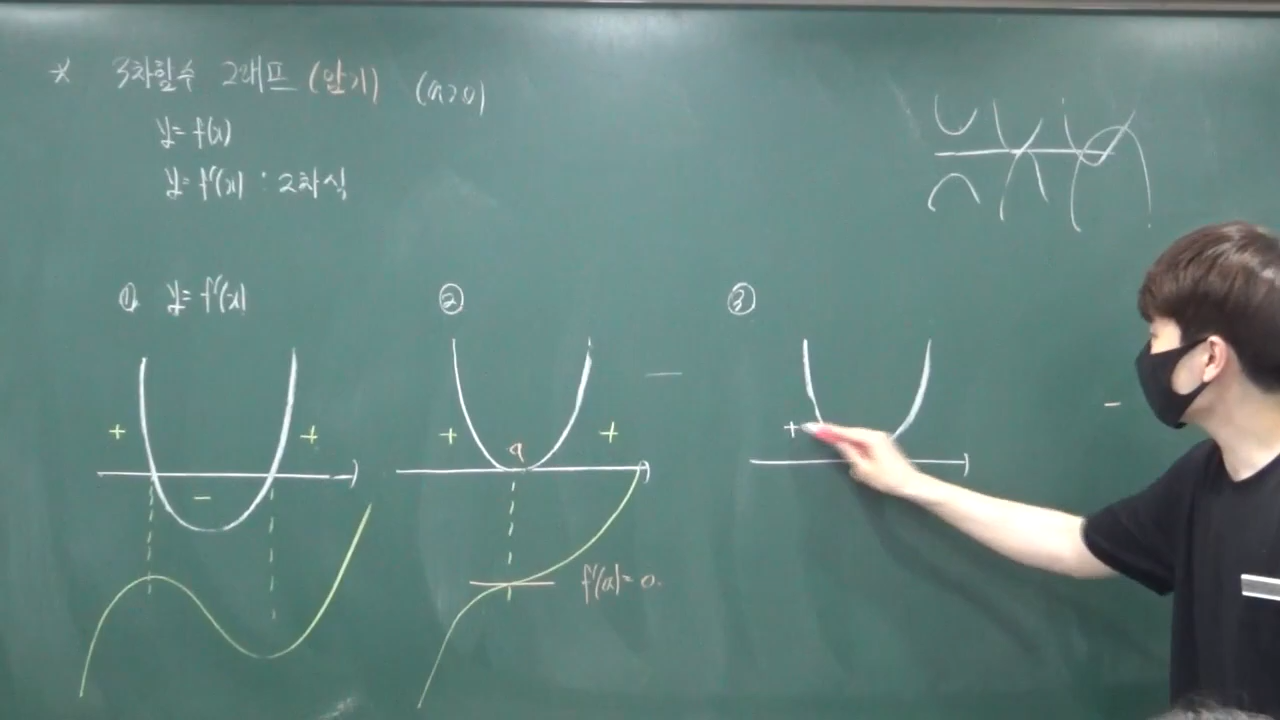 * 3차함수 그래프 (암기) (a>0)
y=f(x)
y=f'(x) : 2차식
① y=f'(x)
②
③
+ - +
+ a +
+
f'(a)=0.